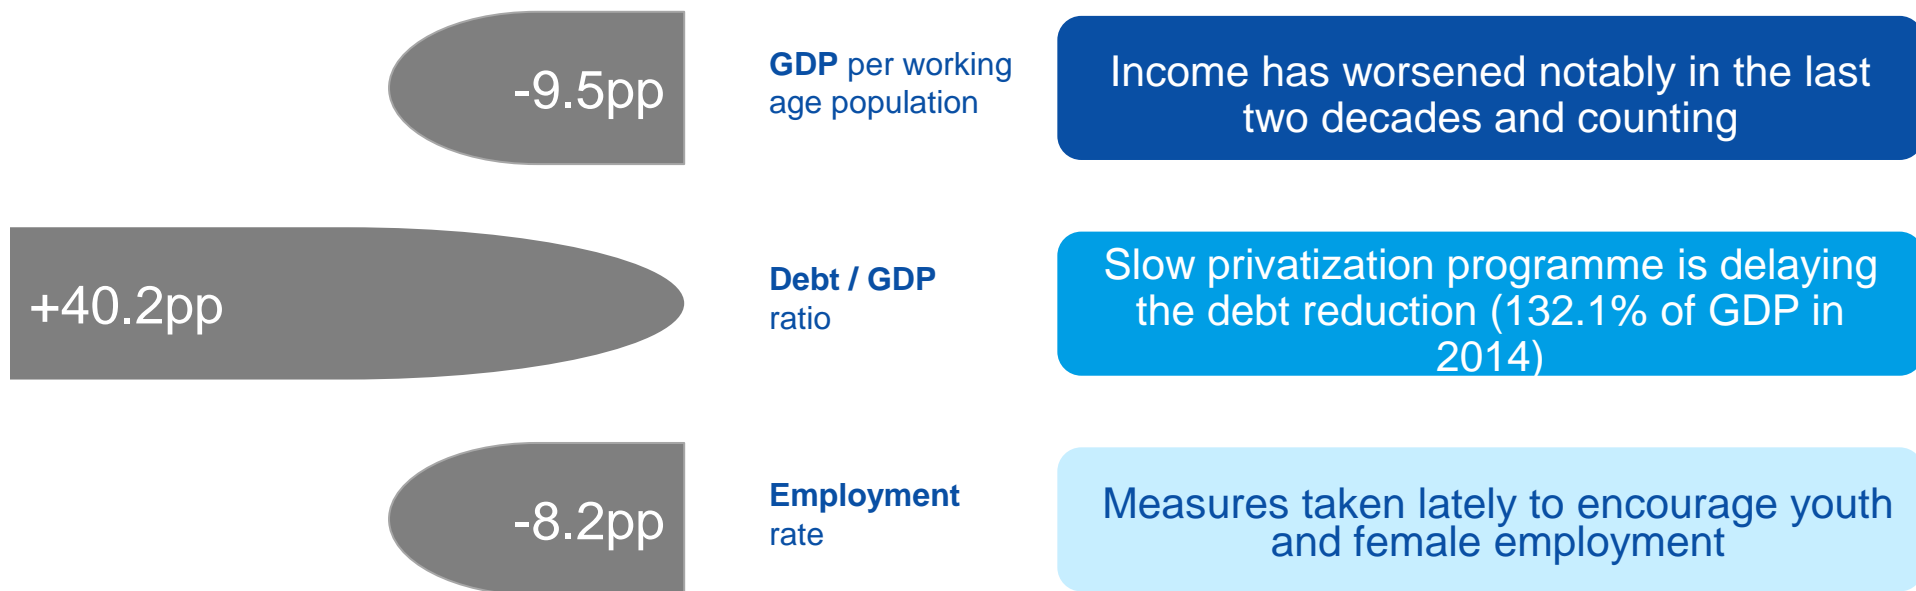 -9.5pp
GDP per working
age population
Income has worsened notably in the last
two decades and counting
+40.2pp
Debt / GDP
ratio
Slow privatization programme is delaying
the debt reduction (132.1% of GDP in
2014)
-8.2pp
Employment
rate
Measures taken lately to encourage youth
and female employment